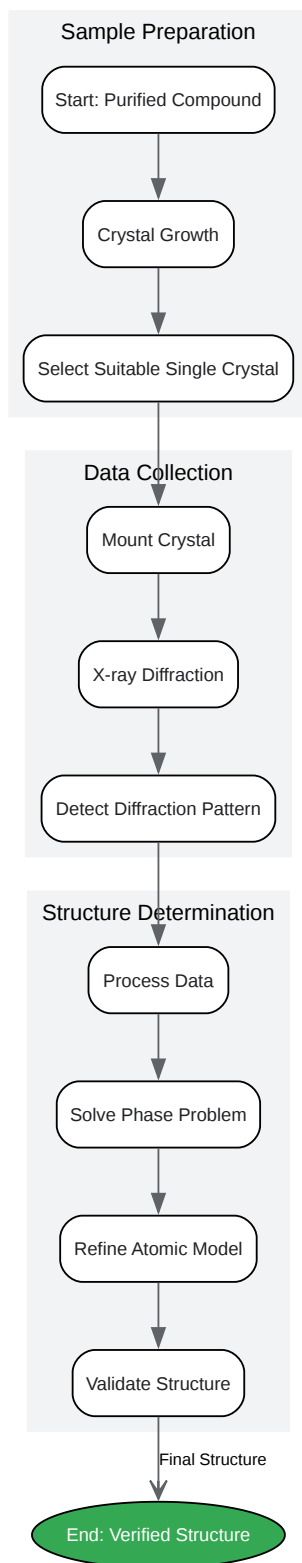 Sample Preparation
Start: Purified Compound
Crystal Growth
Select Suitable Single Crystal
Data Collection
Mount Crystal
X-ray Diffraction
Detect Diffraction Pattern
Structure Determination
Process Data
Solve Phase Problem
Refine Atomic Model
Validate Structure
Final Structure
End: Verified Structure